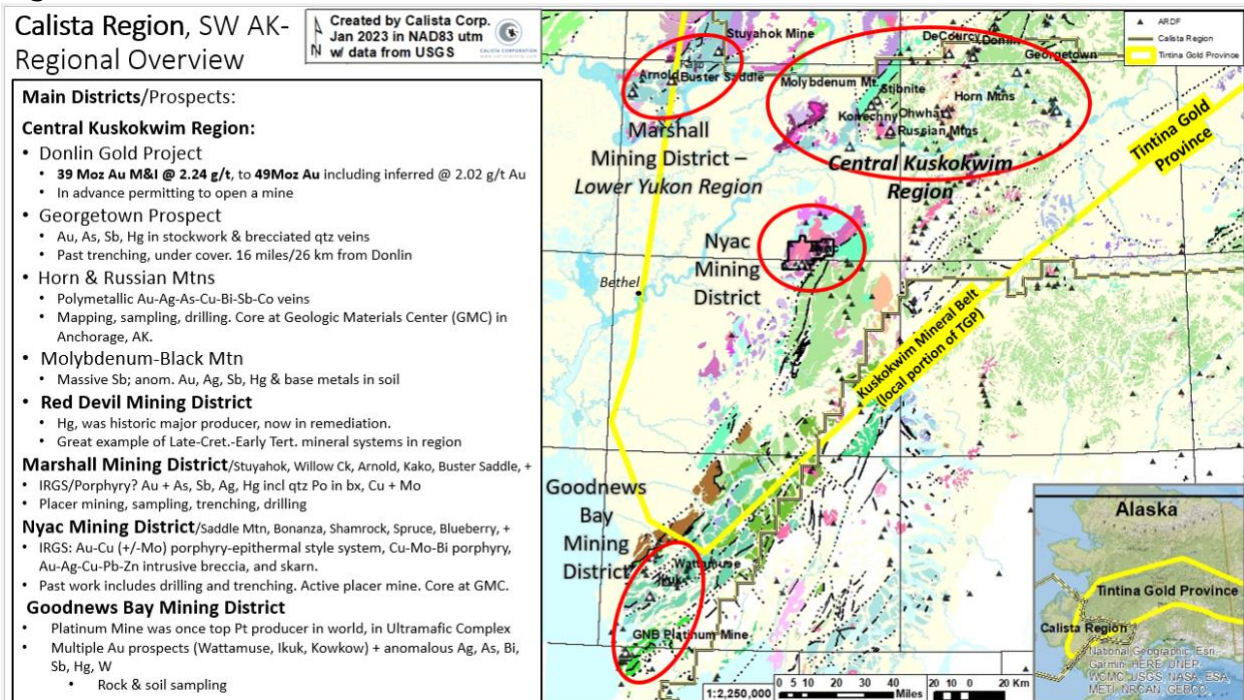 Calista Region, SW AK-
Regional Overview
N
Created by Calista Corp.
Jan 2023 in NAD83 utm
w/ data from USGS
CALISTA CORPORATION
Main Districts/Prospects:
Central Kuskokwim Region:
• Donlin Gold Project
• 39 Moz Au M&I @ 2.24 g/t, to 49Moz Au including inferred @ 2.02 g/t Au
• In advance permitting to open a mine
• Georgetown Prospect
• Au, As, Sb, Hg in stockwork & brecciated qtz veins
• Past trenching, under cover. 16 miles/26 km from Donlin
• Horn & Russian Mtns
• Polymetallic Au-Ag-As-Cu-Bi-Sb-Co veins
• Mapping, sampling, drilling. Core at Geologic Materials Center (GMC) in
Anchorage, AK.
• Molybdenum-Black Mtn
• Massive Sb; anom. Au, Ag, Sb, Hg & base metals in soil
• Red Devil Mining District
• Hg, was historic major producer, now in remediation.
• Great example of Late-Cret.-Early Tert. mineral systems in region
Marshall Mining District/Stuyahok, Willow Ck, Arnold, Kako, Buster Saddle, +
• IRGS/Porphyry? Au + As, Sb, Ag, Hg incl qtz Po in bx, Cu + Mo
• Placer mining, sampling, trenching, drilling
Nyac Mining District/Saddle Mtn, Bonanza, Shamrock, Spruce, Blueberry, +
• IRGS: Au-Cu (+/-Mo) porphyry-epithermal style system, Cu-Mo-Bi porphyry,
Au-Ag-Cu-Pb-Zn intrusive breccia, and skarn.
• Past work includes drilling and trenching. Active placer mine. Core at GMC.
Goodnews Bay Mining District
• Platinum Mine was once top Pt producer in world, in Ultramafic Complex
• Multiple Au prospects (Wattamuse, Ikuk, Kowkow) + anomalous Ag, As, Bi,
Sb, Hg, W
• Rock & soil sampling
Stuyahok Mine
Kako
Arnold
Buster Saddle
Marshall
Mining District –
Lower Yukon Region
DeCourcy
Donlin
Georgetown
Molybdenum Mt.
Stibnite
Horn Mtns
Kolrechny
Ohwhat
Russian Mtns
Central Kuskokwim
Region
ARDF
Calista Region
Tintina Gold Province
Tintina Gold
Province
Nyac
Mining
District
Bethel
Kuskokwim Mineral Belt
(local portion of TGP)
Goodnews
Bay
Mining
District
Wattamuse
Ikuk
GNB Platinum Mine
1:2,250,000
0 5 10 20 30 40
Miles
20 10 0 20 Km
Alaska
Tintina Gold Province
Calista Region
National Geographic, Esri,
Garmin, HERE, UNEP-
WCMC, USGS, NASA, ESA,
METI, NRCAN, GEBCO,